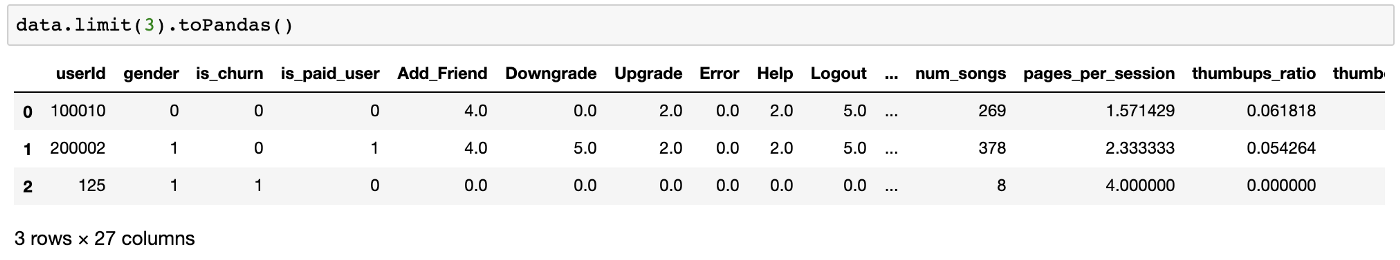 data.limit(3).toPandas()
userId gender is_churn is_paid_user Add_Friend Downgrade Upgrade Error Help Logout ... num_songs pages_per_session thumbups_ratio thumb
0 100010 0 0 0 4.0 0.0 2.0 0.0 2.0 5.0 ... 269 1.571429 0.061818
1 200002 1 0 1 4.0 5.0 2.0 0.0 2.0 5.0 ... 378 2.333333 0.054264
2 125 1 1 0 0.0 0.0 0.0 0.0 0.0 0.0 ... 8 4.000000 0.000000
3 rows × 27 columns